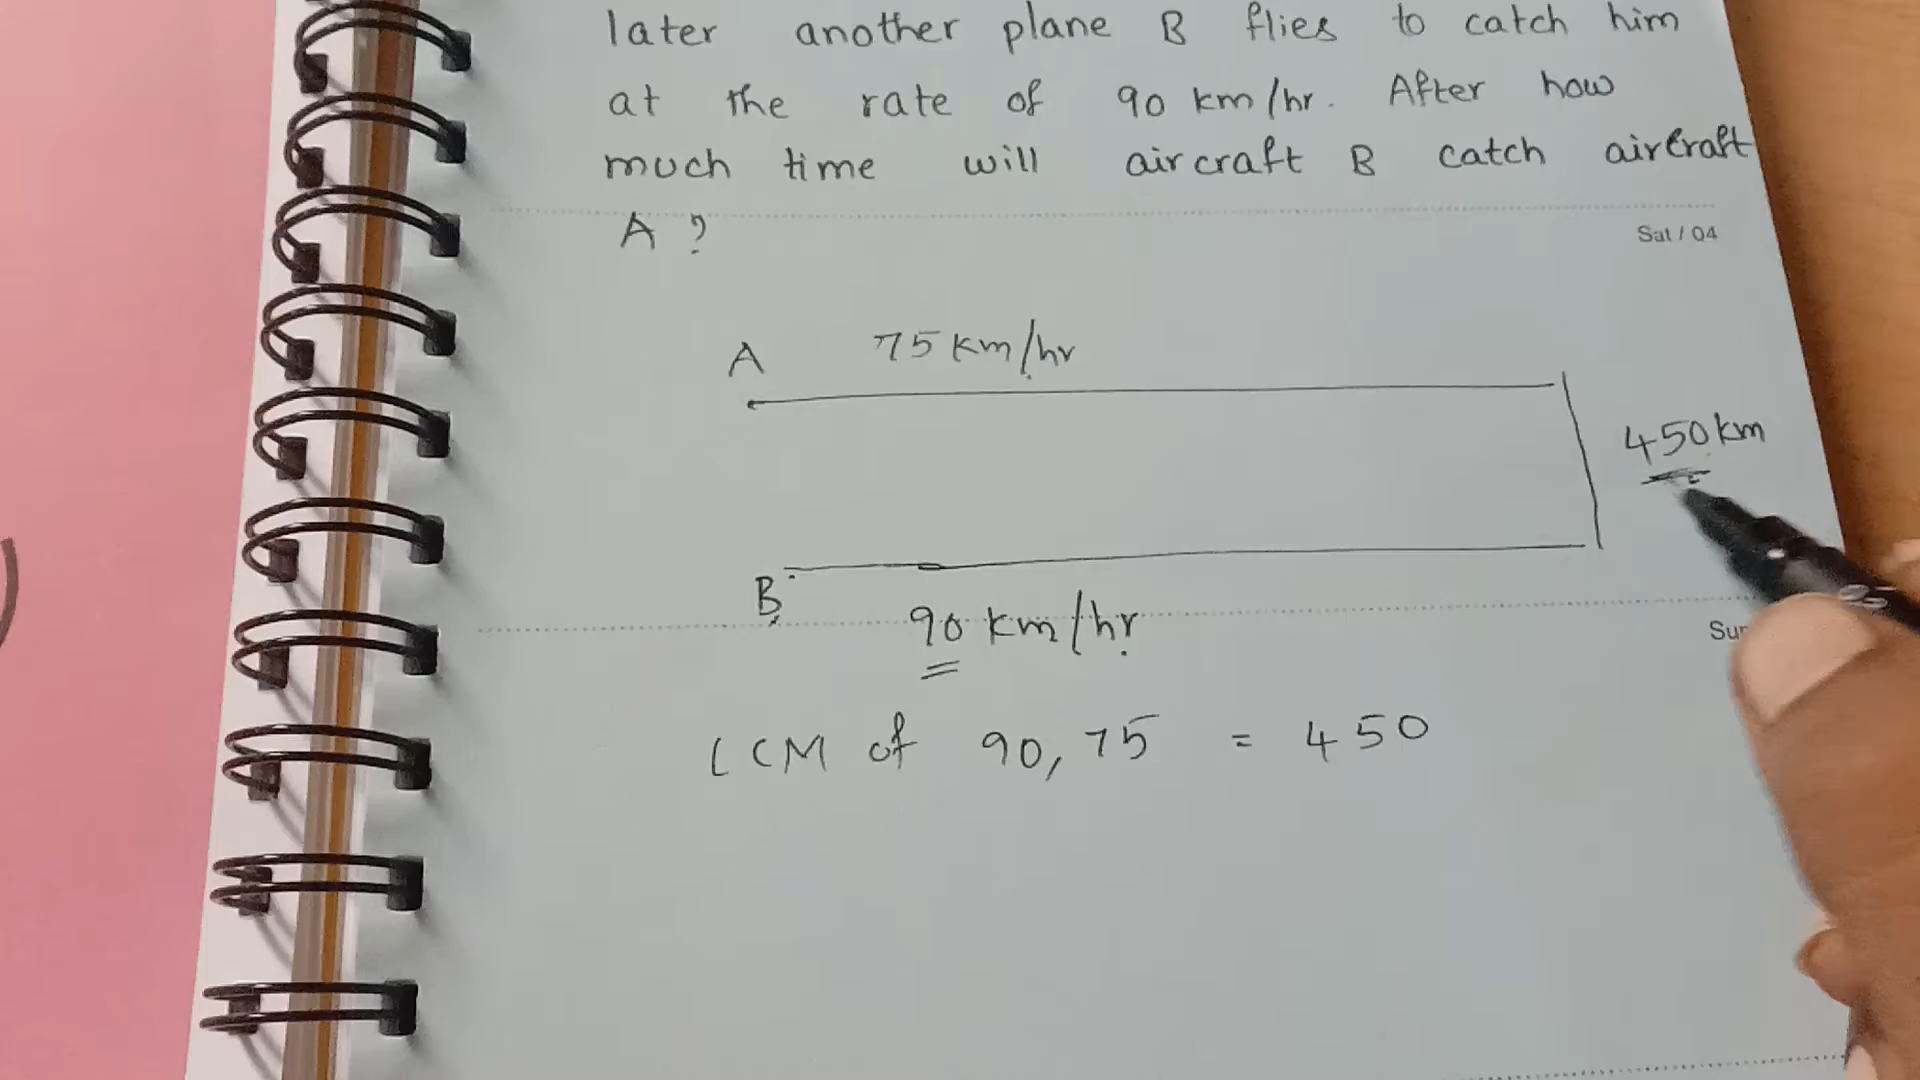 later another plane B flies to catch him
at the rate of 90 km/hr. After how
much time will aircraft B catch aircraft
A ?
Sat / 04
A 75 km/hr
450 km
B
90 km/hr
LCM of 90, 75 = 450